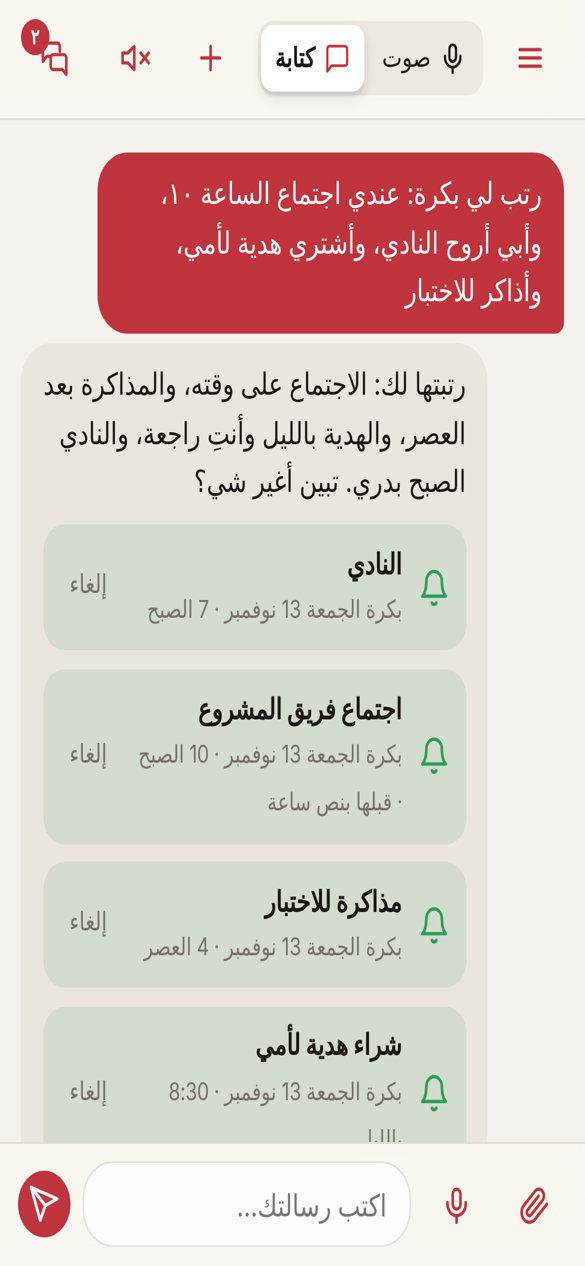 صوت
كتابة
٢
رتب لي بكرة: عندي اجتماع الساعة ١٠،
وأبي أروح النادي، وأشتري هدية لأمي،
وأذاكر للاختبار
رتبتها لك: الاجتماع على وقته، والمذاكرة بعد
العصر، والهدية بالليل وأنتِ راجعة، والنادي
الصبح بدري. تبين أغير شي؟
النادي
بكرة الجمعة 13 نوفمبر · 7 الصبح
إلغاء
اجتماع فريق المشروع
بكرة الجمعة 13 نوفمبر · 10 الصبح
· قبلها بنص ساعة
إلغاء
مذاكرة للاختبار
بكرة الجمعة 13 نوفمبر · 4 العصر
إلغاء
شراء هدية لأمي
بكرة الجمعة 13 نوفمبر · 8:30
إلغاء
اكتب رسالتك...